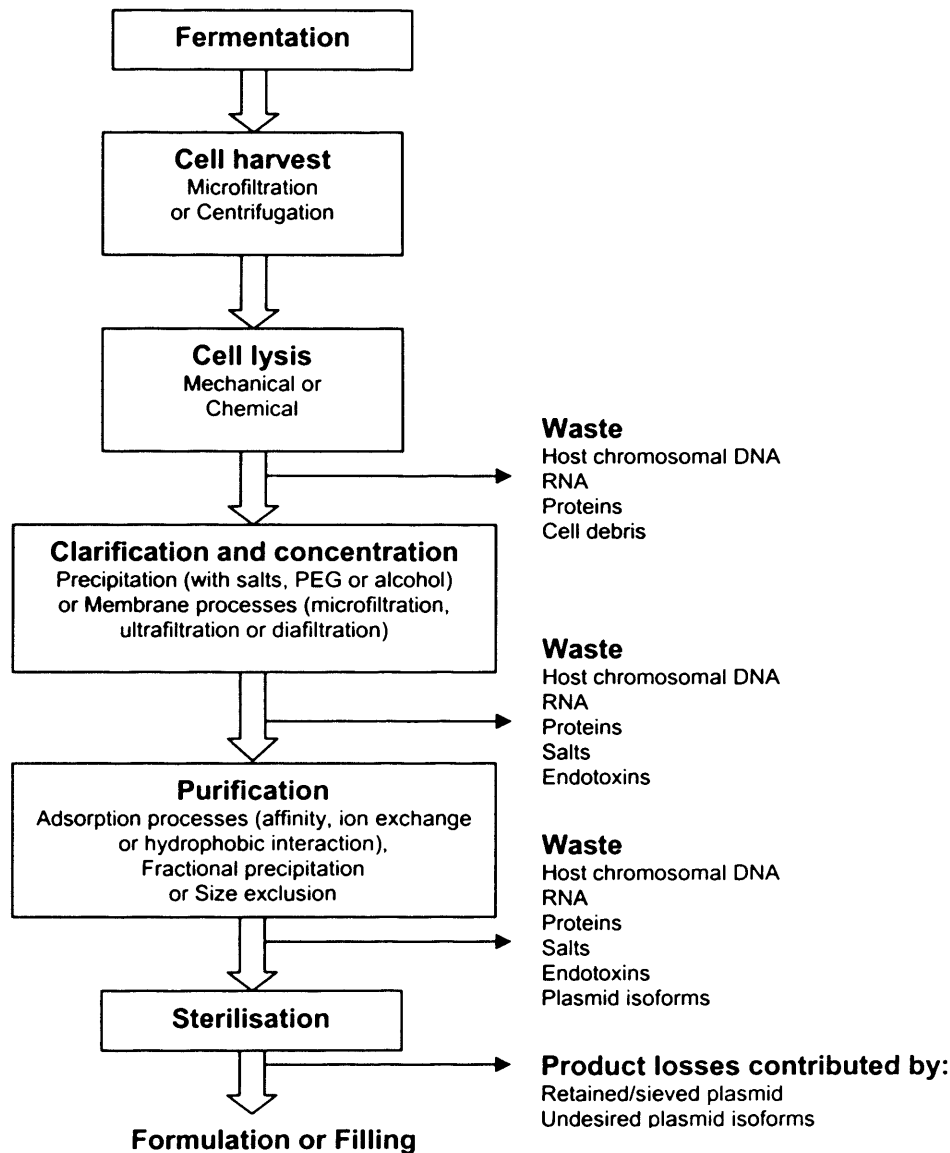 Fermentation
Cell harvest
Microfiltration
or Centrifugation
Cell lysis
Mechanical or
Chemical
Waste
Host chromosomal DNA
RNA
Proteins
Cell debris
Clarification and concentration
Precipitation (with salts, PEG or alcohol)
or Membrane processes (microfiltration,
ultrafiltration or diafiltration)
Waste
Host chromosomal DNA
RNA
Proteins
Salts
Endotoxins
Purification
Adsorption processes (affinity, ion exchange
or hydrophobic interaction),
Fractional precipitation
or Size exclusion
Waste
Host chromosomal DNA
RNA
Proteins
Salts
Endotoxins
Plasmid isoforms
Sterilisation
Product losses contributed by:
Retained/sieved plasmid
Undesired plasmid isoforms
Formulation or Filling